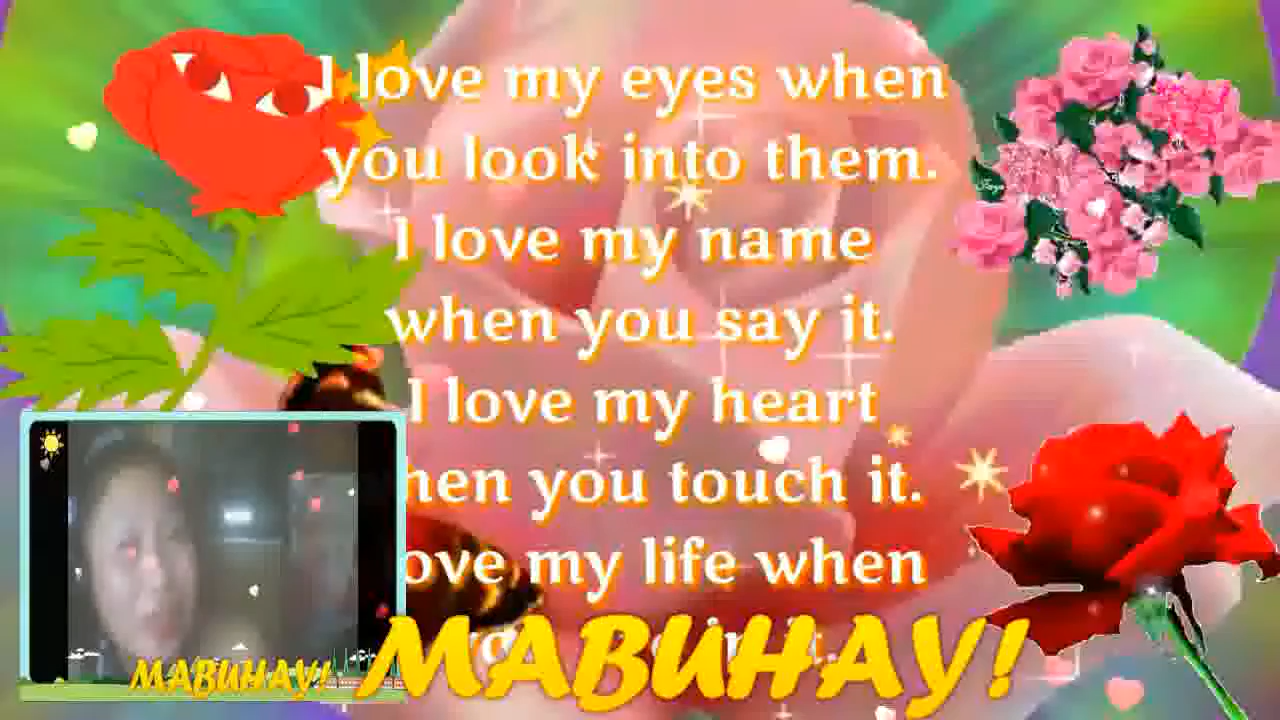 I love my eyes when
you look into them.
I love my name
when you say it.
I love my heart
hen you touch it.
ove my life when
MABUHAY!
MABUHAY!